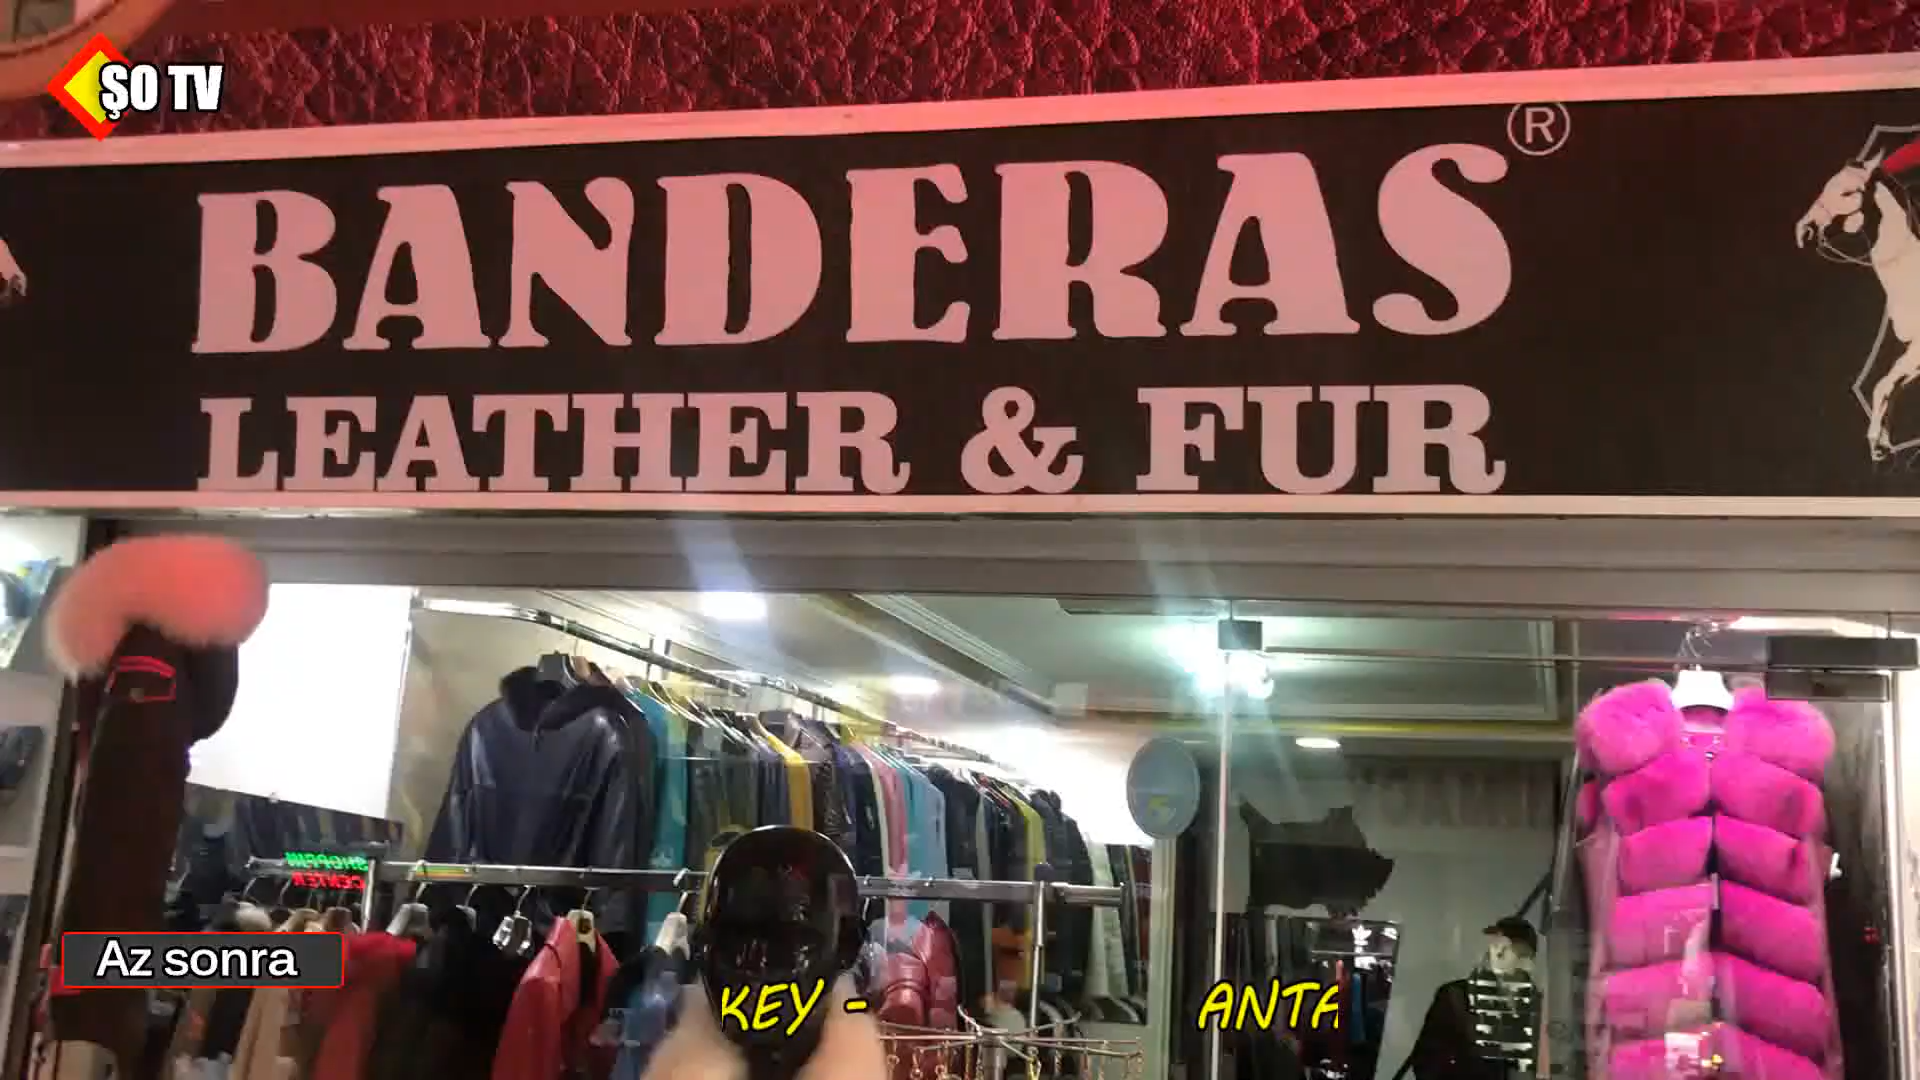 ŞO TV
BANDERAS®
LEATHER & FUR
Az sonra
KEY - ANTA